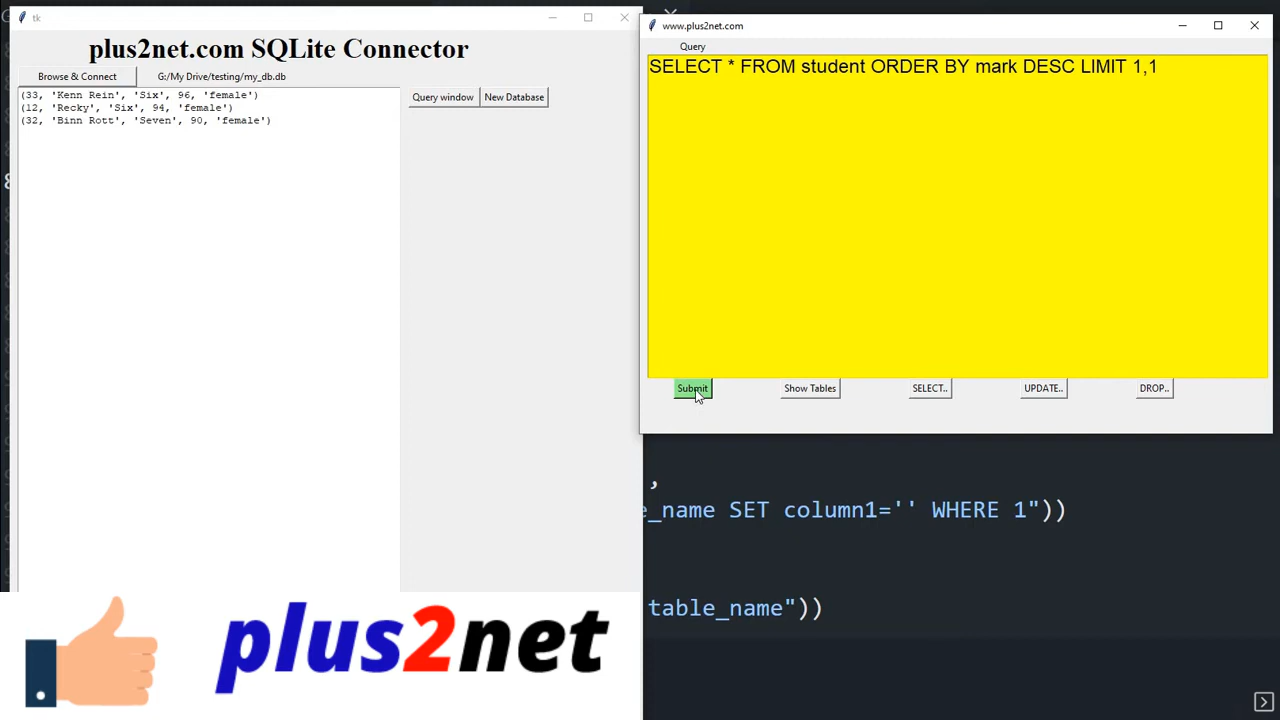 tk
plus2net.com SQLite Connector
Browse & Connect
G:/My Drive/testing/my_db.db
(33, 'Kenn Rein', 'Six', 96, 'female')
(12, 'Recky', 'Six', 94, 'female')
(32, 'Binn Rott', 'Seven', 90, 'female')
Query window
New Database
www.plus2net.com
Query
SELECT * FROM student ORDER BY mark DESC LIMIT 1,1
Submit
Show Tables
SELECT..
UPDATE..
DROP..
,
e_name SET column1='' WHERE 1"))
table_name"))
plus2net